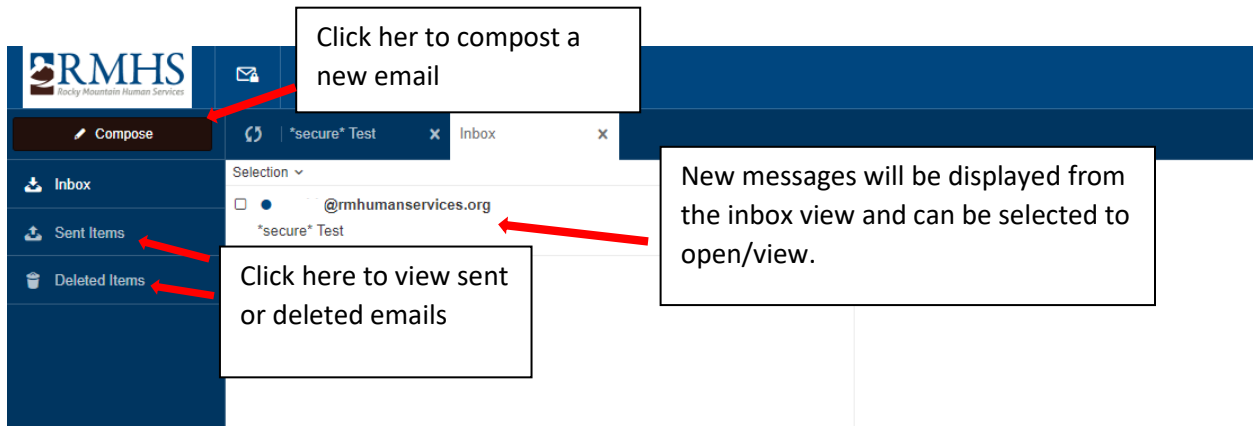 Click her to compost a
new email
RMHS
Rocky Mountain Human Services
Compose
*secure* Test x Inbox x
Inbox
Sent Items
Deleted Items
Selection
@rmhumanservices.org
*secure* Test
New messages will be displayed from
the inbox view and can be selected to
open/view.
Click here to view sent
or deleted emails